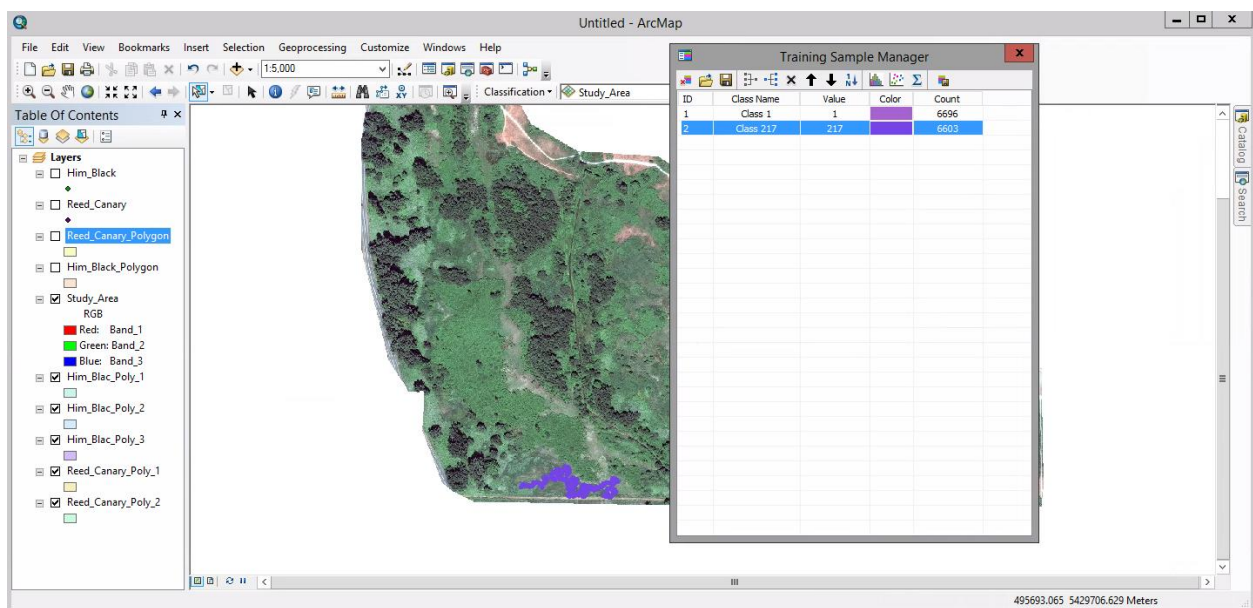 Untitled - ArcMap
File Edit View Bookmarks Insert Selection Geoprocessing Customize Windows Help
1:5,000
Classification
Study_Area
Table Of Contents
Layers
Him_Black
Reed_Canary
Reed_Canary_Polygon
Him_Black_Polygon
Study_Area
RGB
Red: Band_1
Green: Band_2
Blue: Band_3
Him_Blac_Poly_1
Him_Blac_Poly_2
Him_Blac_Poly_3
Reed_Canary_Poly_1
Reed_Canary_Poly_2
Training Sample Manager
ID Class Name Value Color Count
1 Class 1 1 6696
2 Class 217 217 6603
Catalog
Search
495693.065 5429706.629 Meters